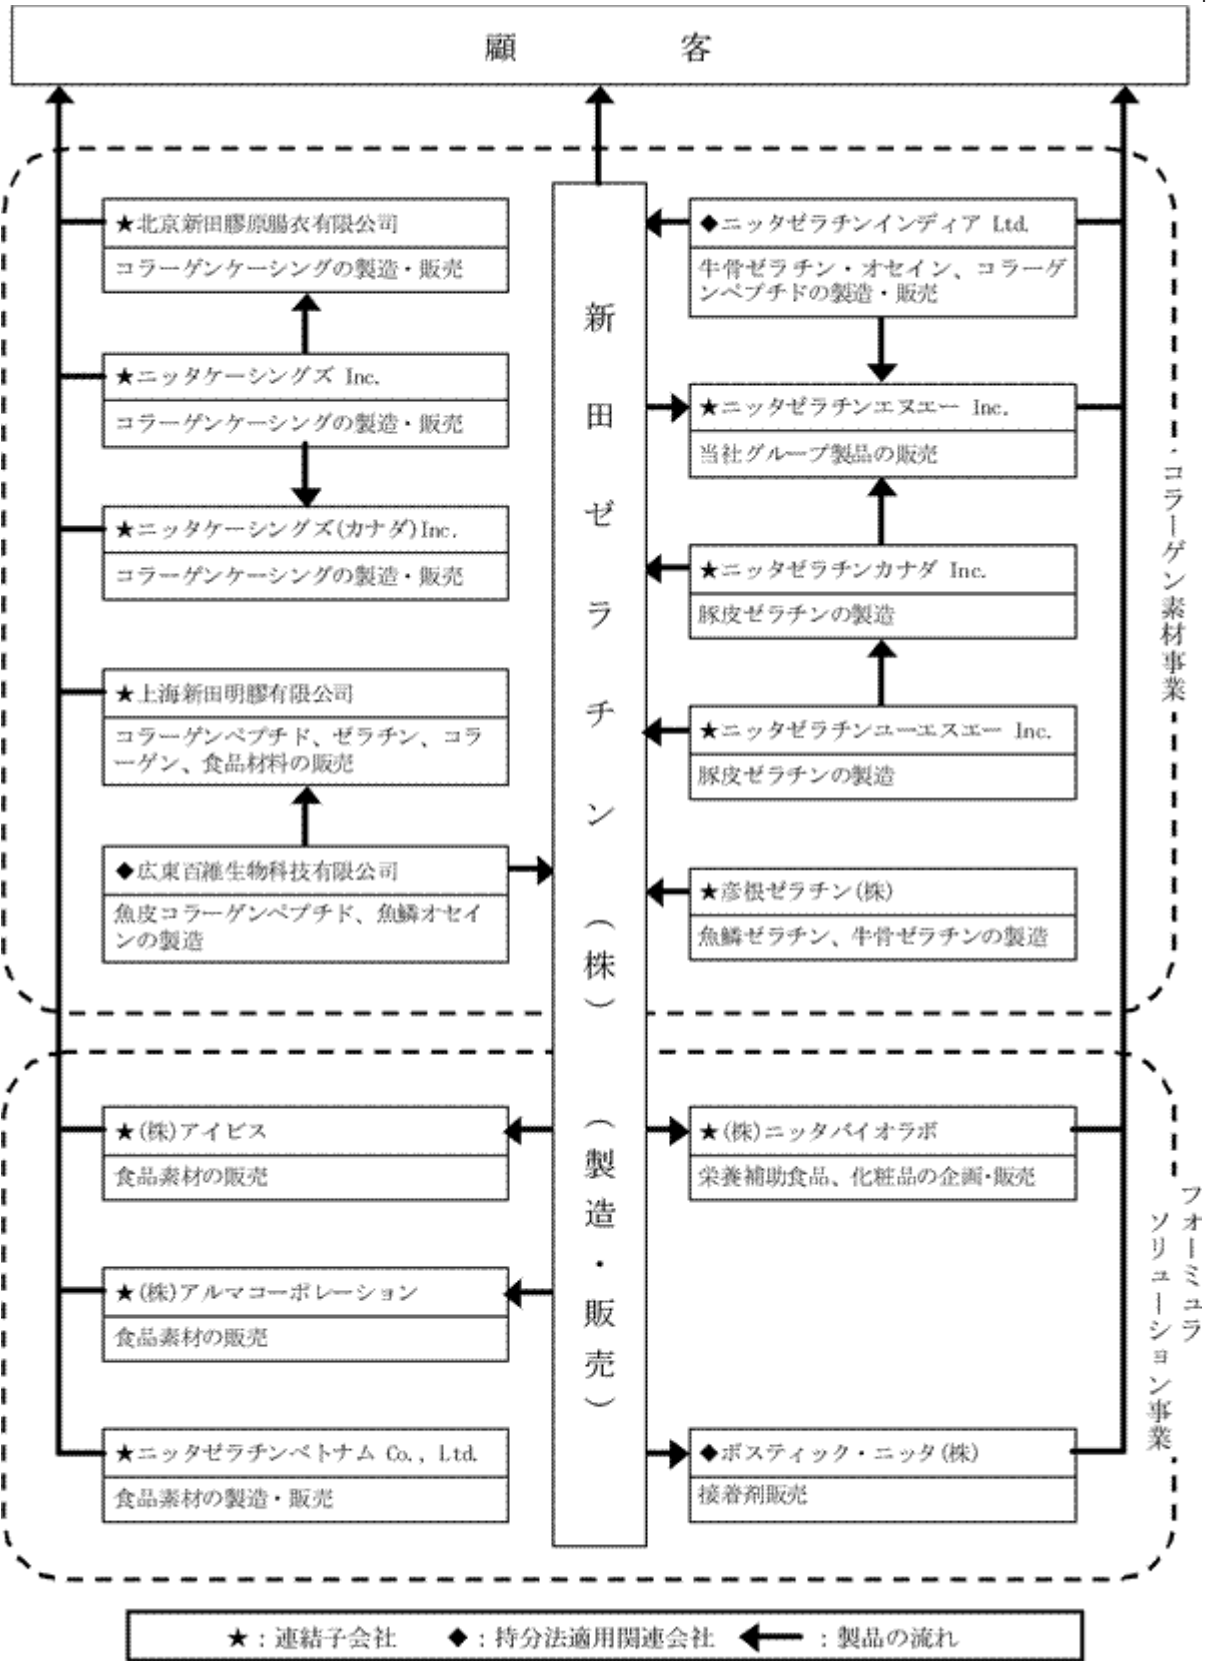 顧客
★北京新田膠原腸衣有限公司
コラーゲンケーシングの製造・販売
★ニッタケーシングズ Inc.
コラーゲンケーシングの製造・販売
★ニッタケーシングズ(カナダ)Inc.
コラーゲンケーシングの製造・販売
★上海新田明膠有限公司
コラーゲンペプチド、ゼラチン、コラ
ーゲン、食品材料の販売
◆広東百維生物科技有限公司
魚皮コラーゲンペプチド、魚鱗オセイ
ンの製造
新田ゼラチン(株)(製造・販売)
◆ニッタゼラチンインディア Ltd.
牛骨ゼラチン・オセイン、コラーゲ
ンペプチドの製造・販売
★ニッタゼラチンエヌエー Inc.
当社グループ製品の販売
★ニッタゼラチンカナダ Inc.
豚皮ゼラチンの製造
★ニッタゼラチンユーエスエー Inc.
豚皮ゼラチンの製造
★彦根ゼラチン(株)
魚鱗ゼラチン、牛骨ゼラチンの製造
コラーゲン素材事業
★(株)アイビス
食品素材の販売
★(株)アルマコーポレーション
食品素材の販売
★ニッタゼラチンベトナム Co., Ltd.
食品素材の製造・販売
★(株)ニッタバイオラボ
栄養補助食品、化粧品の企画・販売
◆ボスティック・ニッタ(株)
接着剤販売
フォーミュラ
ソリューション事業
★：連結子会社 ◆：持分法適用関連会社 ←：製品の流れ